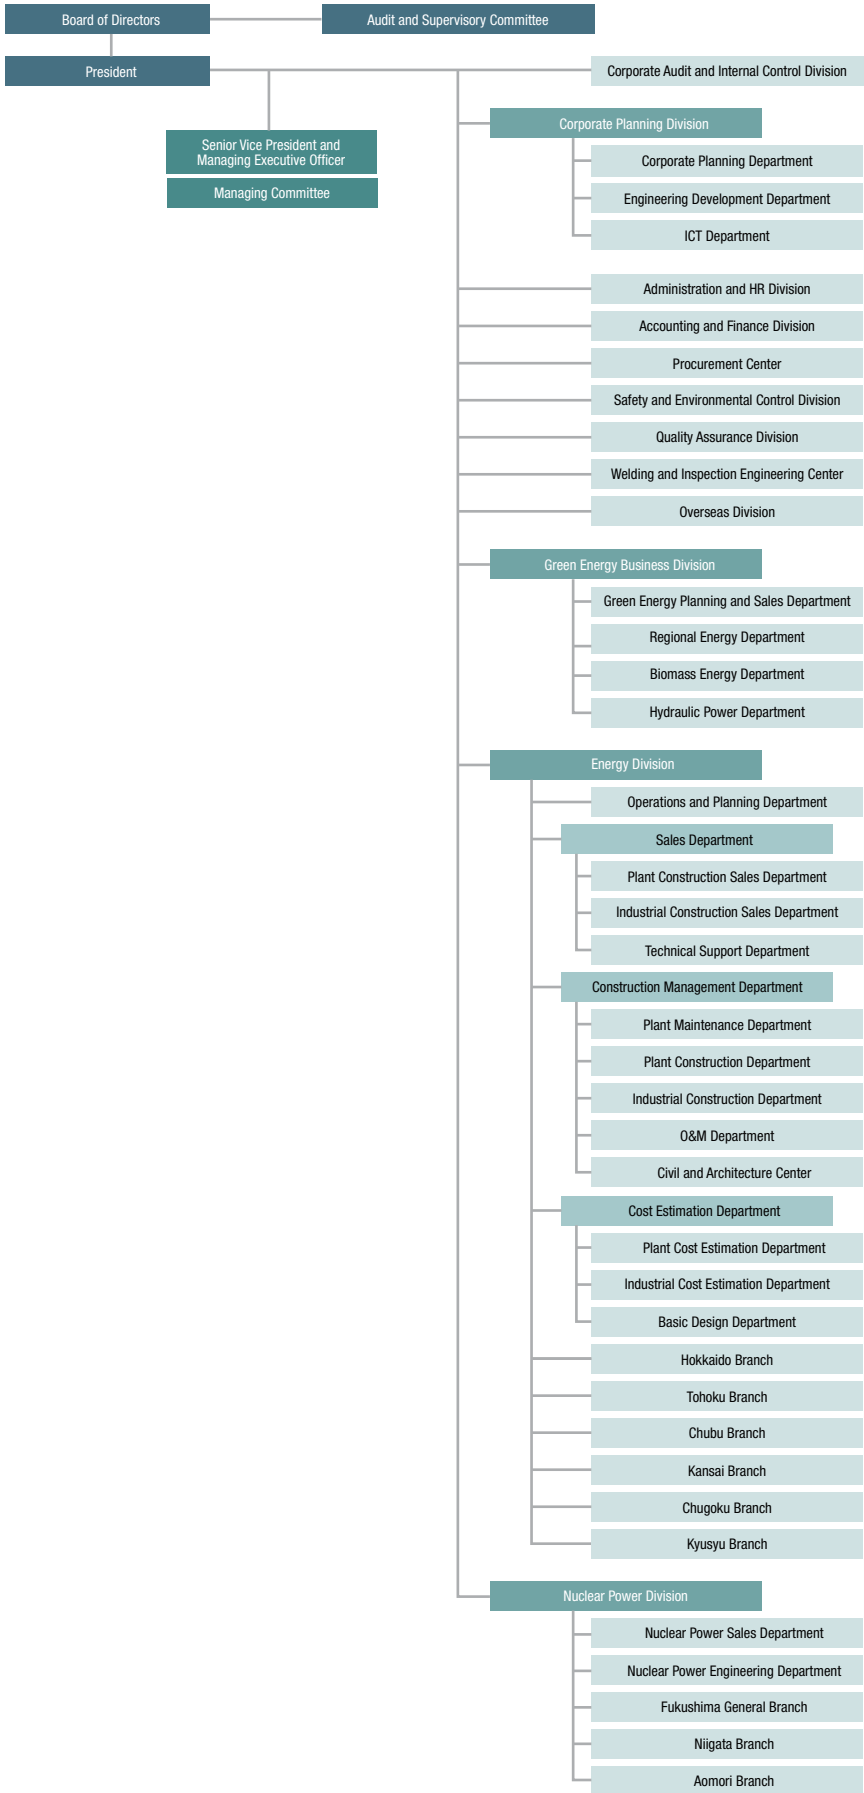 Board of Directors
Audit and Supervisory Committee
President
Corporate Audit and Internal Control Division
Senior Vice President and
Managing Executive Officer
Managing Committee
Corporate Planning Division
Corporate Planning Department
Engineering Development Department
ICT Department
Administration and HR Division
Accounting and Finance Division
Procurement Center
Safety and Environmental Control Division
Quality Assurance Division
Welding and Inspection Engineering Center
Overseas Division
Green Energy Business Division
Green Energy Planning and Sales Department
Regional Energy Department
Biomass Energy Department
Hydraulic Power Department
Energy Division
Operations and Planning Department
Sales Department
Plant Construction Sales Department
Industrial Construction Sales Department
Technical Support Department
Construction Management Department
Plant Maintenance Department
Plant Construction Department
Industrial Construction Department
O&M Department
Civil and Architecture Center
Cost Estimation Department
Plant Cost Estimation Department
Industrial Cost Estimation Department
Basic Design Department
Hokkaido Branch
Tohoku Branch
Chubu Branch
Kansai Branch
Chugoku Branch
Kyusyu Branch
Nuclear Power Division
Nuclear Power Sales Department
Nuclear Power Engineering Department
Fukushima General Branch
Niigata Branch
Aomori Branch